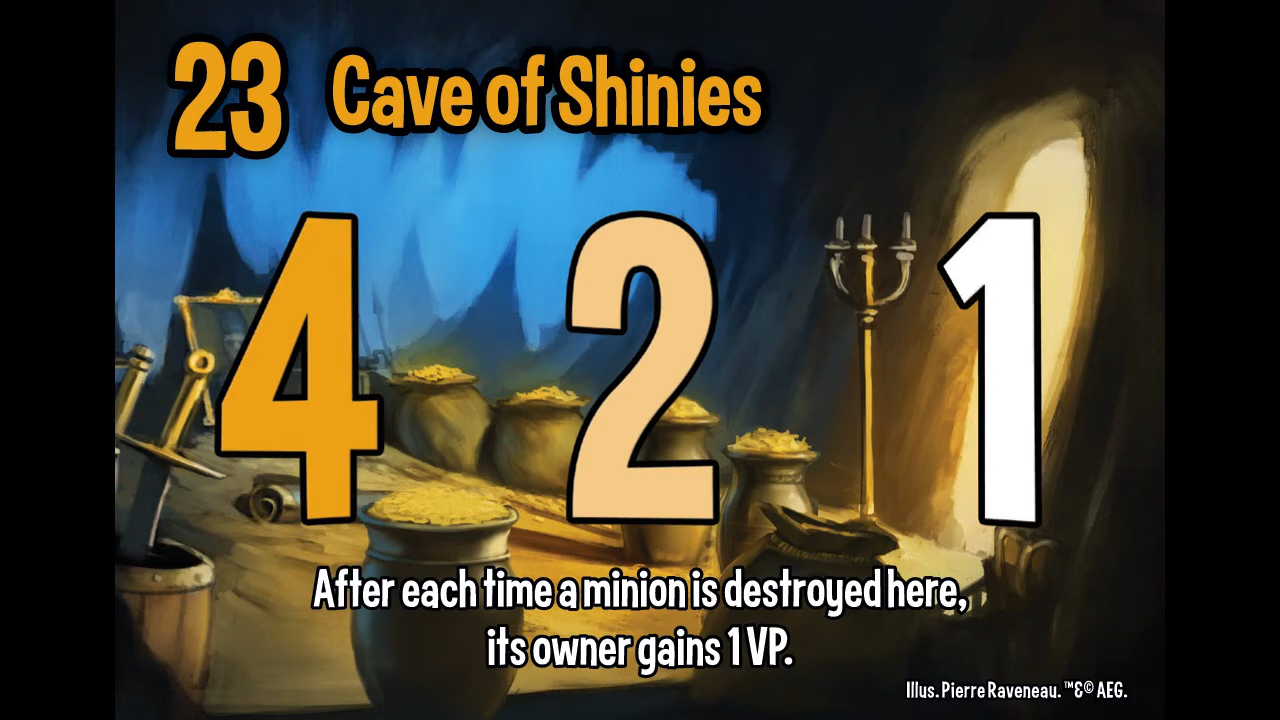 23 Cave of Shinies
4 2 1
After each time a minion is destroyed here,
its owner gains 1 VP.
Illus. Pierre Raveneau. ™&© AEG.